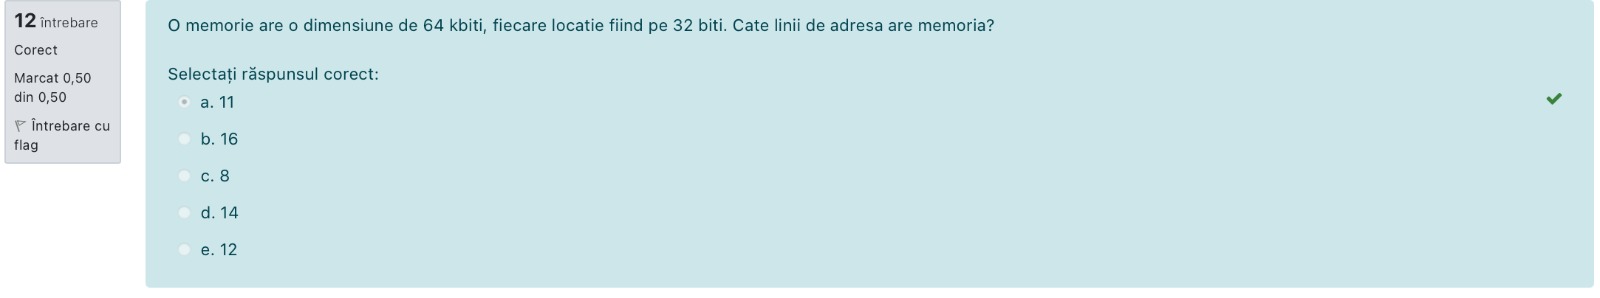 12 întrebare
Corect
Marcat 0,50
din 0,50
Întrebare cu
flag
O memorie are o dimensiune de 64 kbiti, fiecare locatie fiind pe 32 biti. Cate linii de adresa are memoria?
Selectați răspunsul corect:
a. 11
b. 16
c. 8
d. 14
e. 12